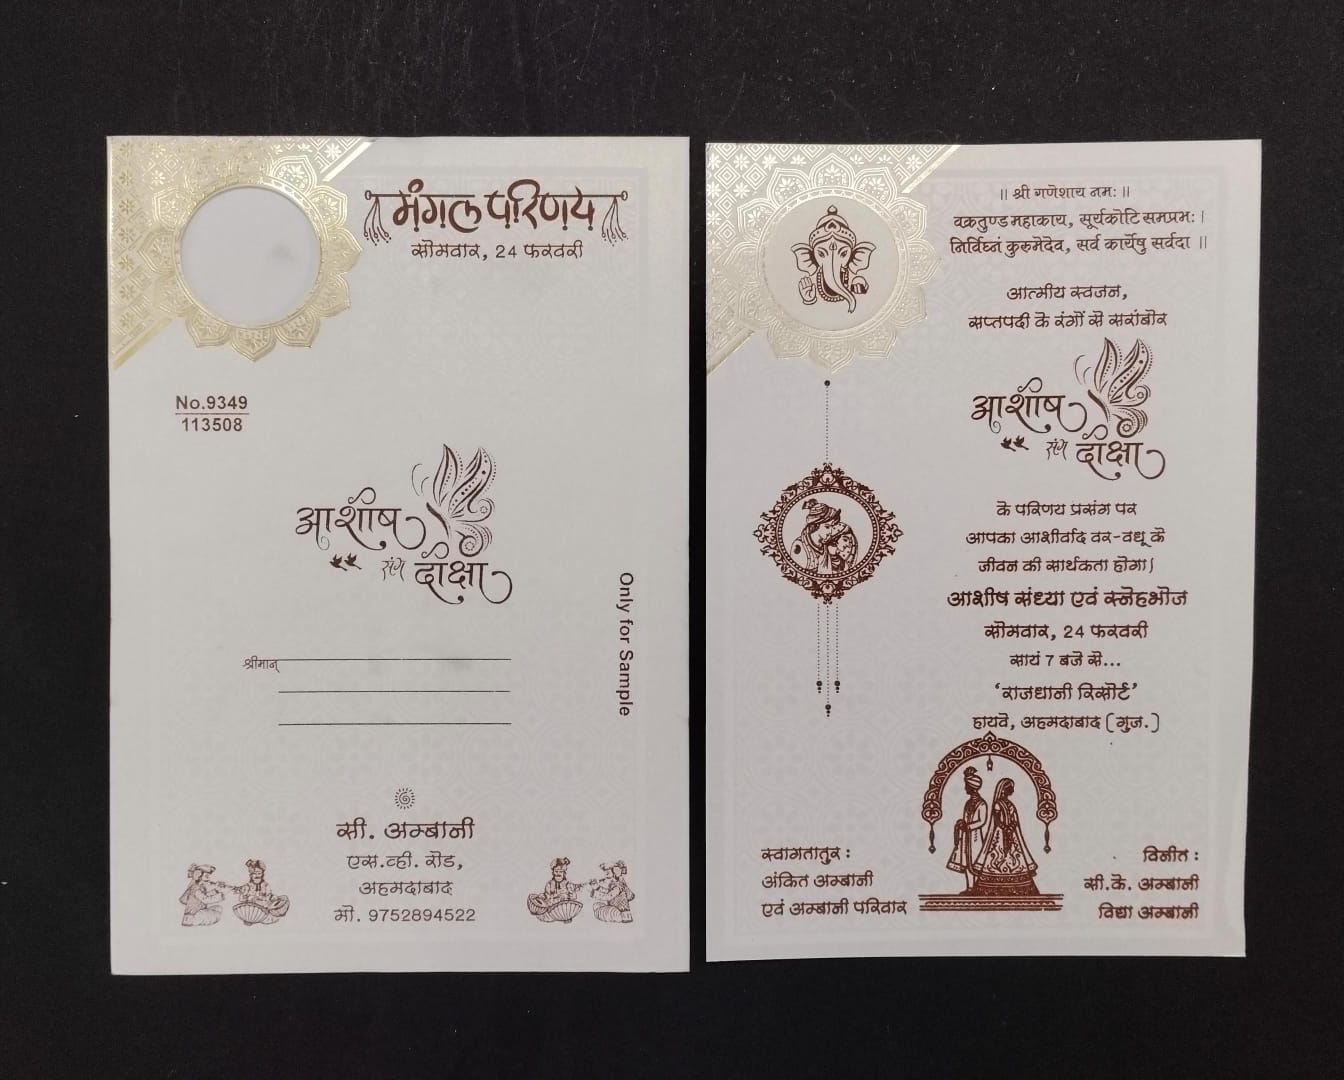 मंगल परिणय
सोमवार, 24 फरवरी
No.9349
113508
आशीष
संग दीक्षा
Only for Sample
श्रीमान्
सी. अम्बानी
एस.व्ही. रोड,
अहमदाबाद
मो. 9752894522
॥ श्री गणेशाय नमः ॥
वक्रतुण्ड महाकाय, सूर्यकोटि समप्रभः।
निर्विघ्नं कुरुमेदेव, सर्व कार्येषु सर्वदा ॥
आत्मीय स्वजन,
सप्तपदी के रंगों से सरांबोर
आशीष
संग दीक्षा
के परिणय प्रसंग पर
आपका आशीर्वाद वर-वधू के
जीवन की सार्थकता होगा।
आशीष संध्या एवं स्नेहभोज
सोमवार, 24 फरवरी
सायं 7 बजे से...
‘राजधानी रिसोर्ट’
हायवे, अहमदाबाद (गुज.)
स्वागतातुर :
अंकित अम्बानी
एवं अम्बानी परिवार
विनीत :
सी.के. अम्बानी
विद्या अम्बानी